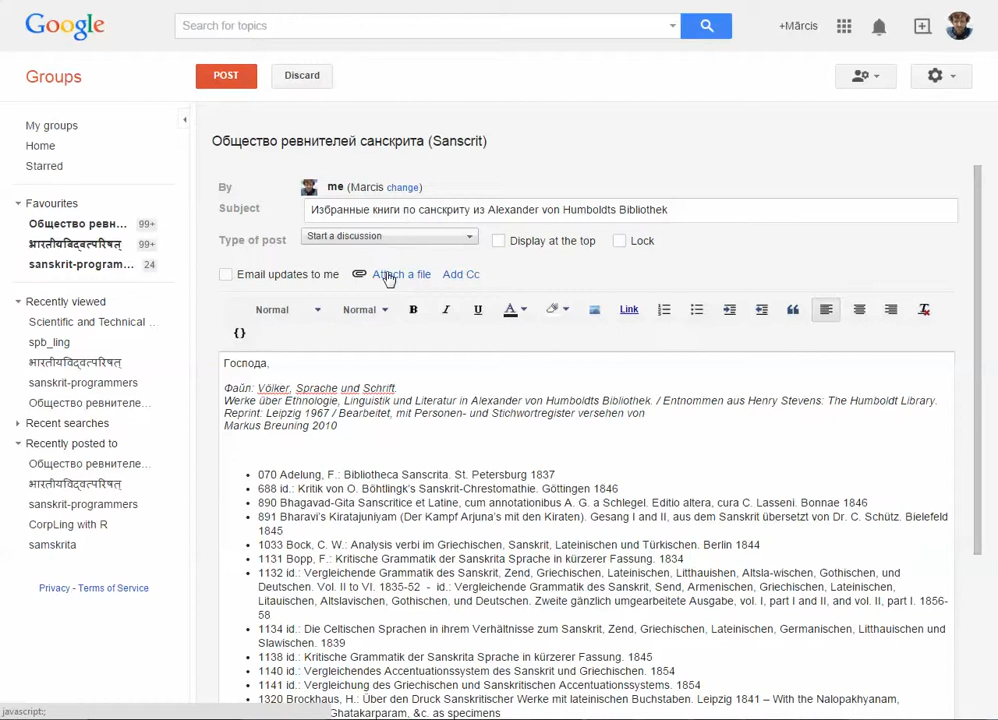 Google
Search for topics
+Mārcis
Groups
POST
Discard
My groups
Home
Starred
Favourites
Общество ревн... 99+
भारतीयविद्वत्परिषत् 99+
sanskrit-program... 24
Recently viewed
Scientific and Technical ...
spb_ling
भारतीयविद्वत्परिषत्
sanskrit-programmers
Общество ревнителе...
Recent searches
Recently posted to
Общество ревнителе...
भारतीयविद्वत्परिषत्
sanskrit-programmers
CorpLing with R
samskrita
Privacy - Terms of Service
Общество ревнителей санскрита (Sanscrit)
By me (Marcis change)
Subject Избранные книги по санскриту из Alexander von Humboldts Bibliothek
Type of post Start a discussion Display at the top Lock
Email updates to me Attach a file Add Cc
Normal Normal B I U A Link
{}
Господа,
Файл: Völker, Sprache und Schrift.
Werke über Ethnologie, Linguistik und Literatur in Alexander von Humboldts Bibliothek. / Entnommen aus Henry Stevens: The Humboldt Library.
Reprint: Leipzig 1967 / Bearbeitet, mit Personen- und Stichwortregister versehen von
Markus Breuning 2010
070 Adelung, F.: Bibliotheca Sanscrita. St. Petersburg 1837
688 id.: Kritik von O. Böhtlingk's Sanskrit-Chrestomathie. Göttingen 1846
890 Bhagavad-Gita Sanscritice et Latine, cum annotationibus A. G. a Schlegel. Editio altera, cura C. Lasseni. Bonnae 1846
891 Bharavi's Kiratajuniyam (Der Kampf Arjuna's mit den Kiraten). Gesang I und II, aus dem Sanskrit übersetzt von Dr. C. Schütz. Bielefeld
1845
1033 Bock, C. W.: Analysis verbi im Griechischen, Sanskrit, Lateinischen und Türkischen. Berlin 1844
1131 Bopp, F.: Kritische Grammatik der Sanskrita Sprache in kürzerer Fassung. 1834
1132 id.: Vergleichende Grammatik des Sanskrit, Zend, Griechischen, Lateinischen, Litthauishen, Altsla-wischen, Gothischen, und
Deutschen. Vol. II to VI. 1835-52 - id.: Vergleichende Grammatik des Sanskrit, Send, Armenischen, Griechischen, Lateinischen,
Litauischen, Altslavischen, Gothischen, und Deutschen. Zweite gänzlich umgearbeitete Ausgabe, vol. I, part I and II, and vol. II, part I. 1856-
58
1134 id.: Die Celtischen Sprachen in ihrem Verhältnisse zum Sanskrit, Zend, Griechischen, Lateinischen, Germanischen, Litthauischen und
Slawischen. 1839
1138 id.: Kritische Grammatik der Sanskrita Sprache in kürzerer Fassung. 1845
1140 id.: Vergleichendes Accentuationssystem des Sanskrit und Griechischen. 1854
1141 id.: Vergleichung des Griechischen und Sanskritischen Accentuationssystems. 1854
1320 Brockhaus, H.: Über den Druck Sanskritischer Werke mit lateinischen Buchstaben. Leipzig 1841 – With the Nalopakhyanam,
Ghatakarparam, &c. as specimens
javascript:;